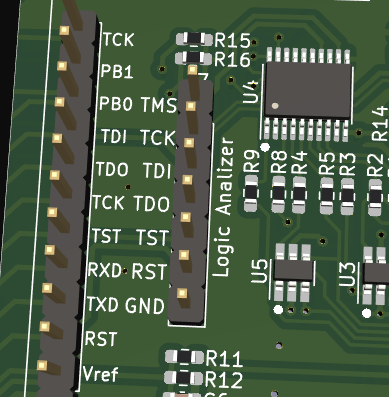 TCK
R15
PB1
R16
U4
PB0 TMS
TDI TCK
R14
TDO TDI
R9 R8 R4 R5 R3 R2
TCK TDO
Logic Analizer
TST TST
RXD RST
U5
U3
TXD GND
RST
R11
Vref
R12